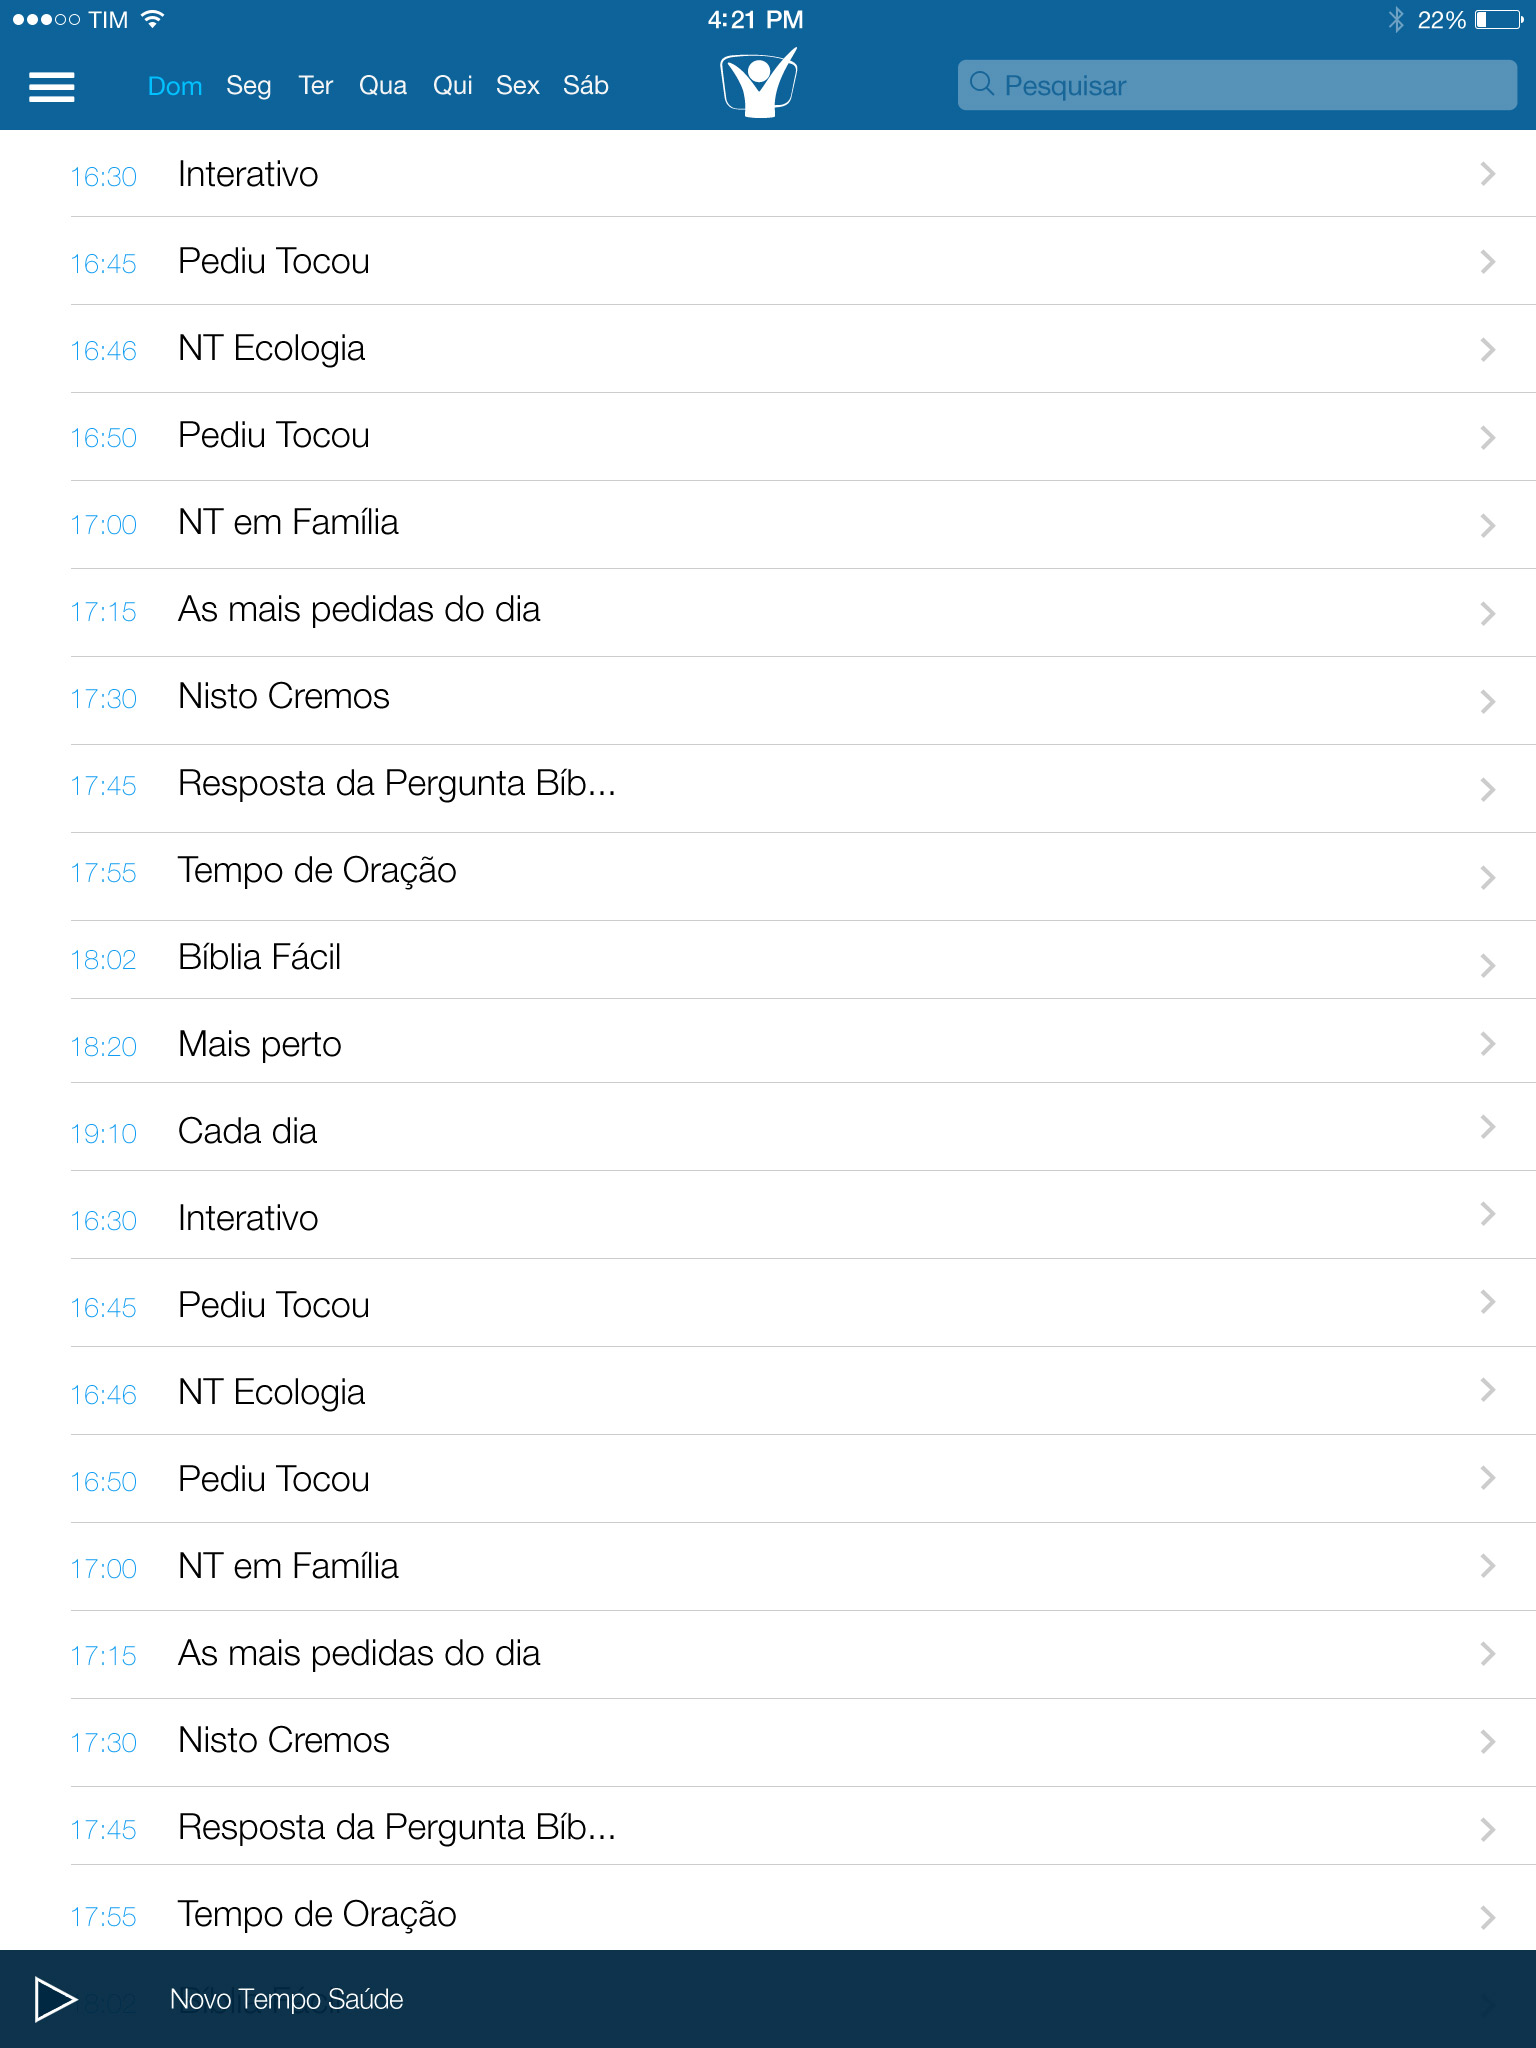 TIM 4:21 PM 22%
Dom Seg Ter Qua Qui Sex Sáb Pesquisar
16:30 Interativo
16:45 Pediu Tocou
16:46 NT Ecologia
16:50 Pediu Tocou
17:00 NT em Família
17:15 As mais pedidas do dia
17:30 Nisto Cremos
17:45 Resposta da Pergunta Bíb...
17:55 Tempo de Oração
18:02 Bíblia Fácil
18:20 Mais perto
19:10 Cada dia
16:30 Interativo
16:45 Pediu Tocou
16:46 NT Ecologia
16:50 Pediu Tocou
17:00 NT em Família
17:15 As mais pedidas do dia
17:30 Nisto Cremos
17:45 Resposta da Pergunta Bíb...
17:55 Tempo de Oração
Novo Tempo Saúde